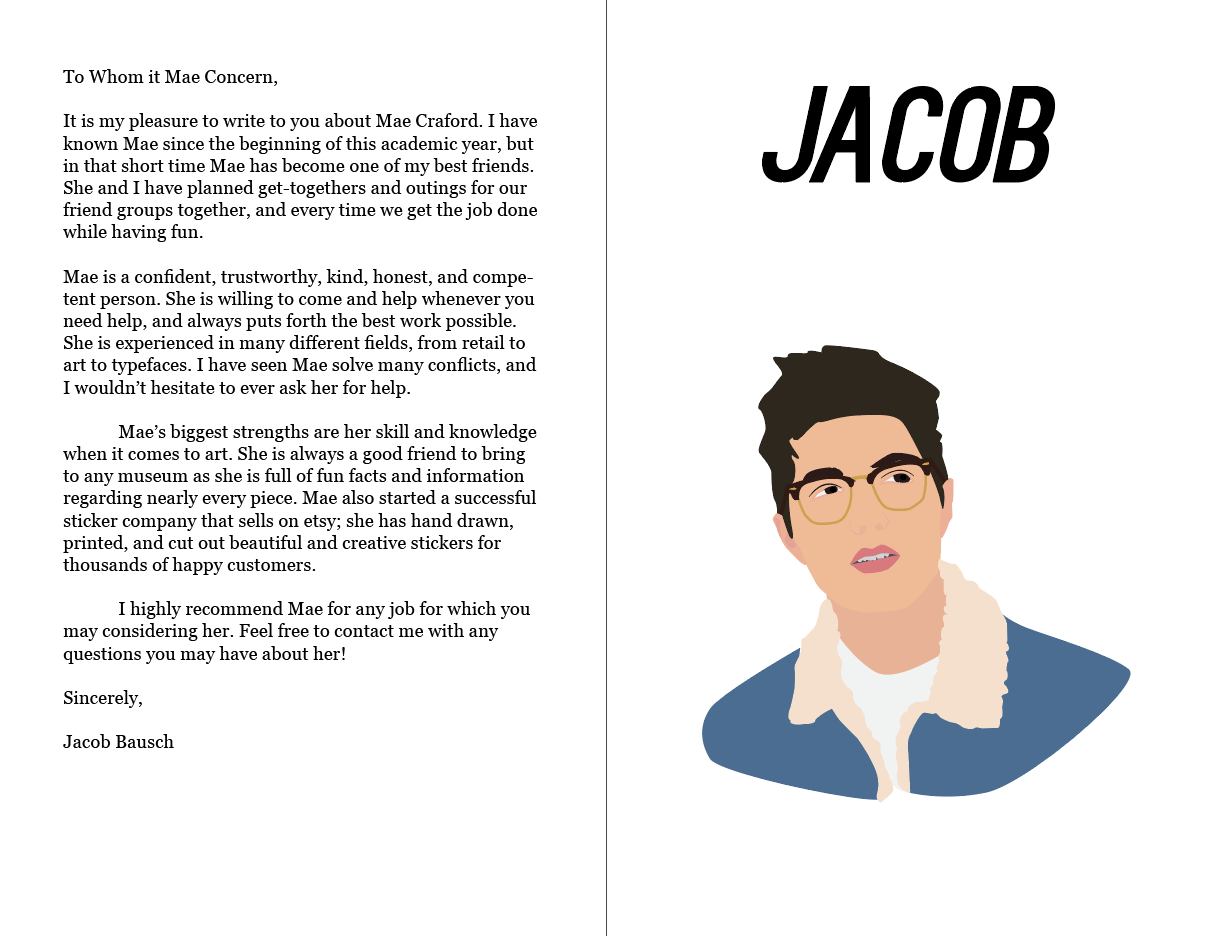 To Whom it Mae Concern,
It is my pleasure to write to you about Mae Craford. I have
known Mae since the beginning of this academic year, but
in that short time Mae has become one of my best friends.
She and I have planned get-togethers and outings for our
friend groups together, and every time we get the job done
while having fun.
Mae is a confident, trustworthy, kind, honest, and compe-
tent person. She is willing to come and help whenever you
need help, and always puts forth the best work possible.
She is experienced in many different fields, from retail to
art to typefaces. I have seen Mae solve many conflicts, and
I wouldn’t hesitate to ever ask her for help.
Mae’s biggest strengths are her skill and knowledge
when it comes to art. She is always a good friend to bring
to any museum as she is full of fun facts and information
regarding nearly every piece. Mae also started a successful
sticker company that sells on etsy; she has hand drawn,
printed, and cut out beautiful and creative stickers for
thousands of happy customers.
I highly recommend Mae for any job for which you
may considering her. Feel free to contact me with any
questions you may have about her!
Sincerely,
Jacob Bausch
JACOB